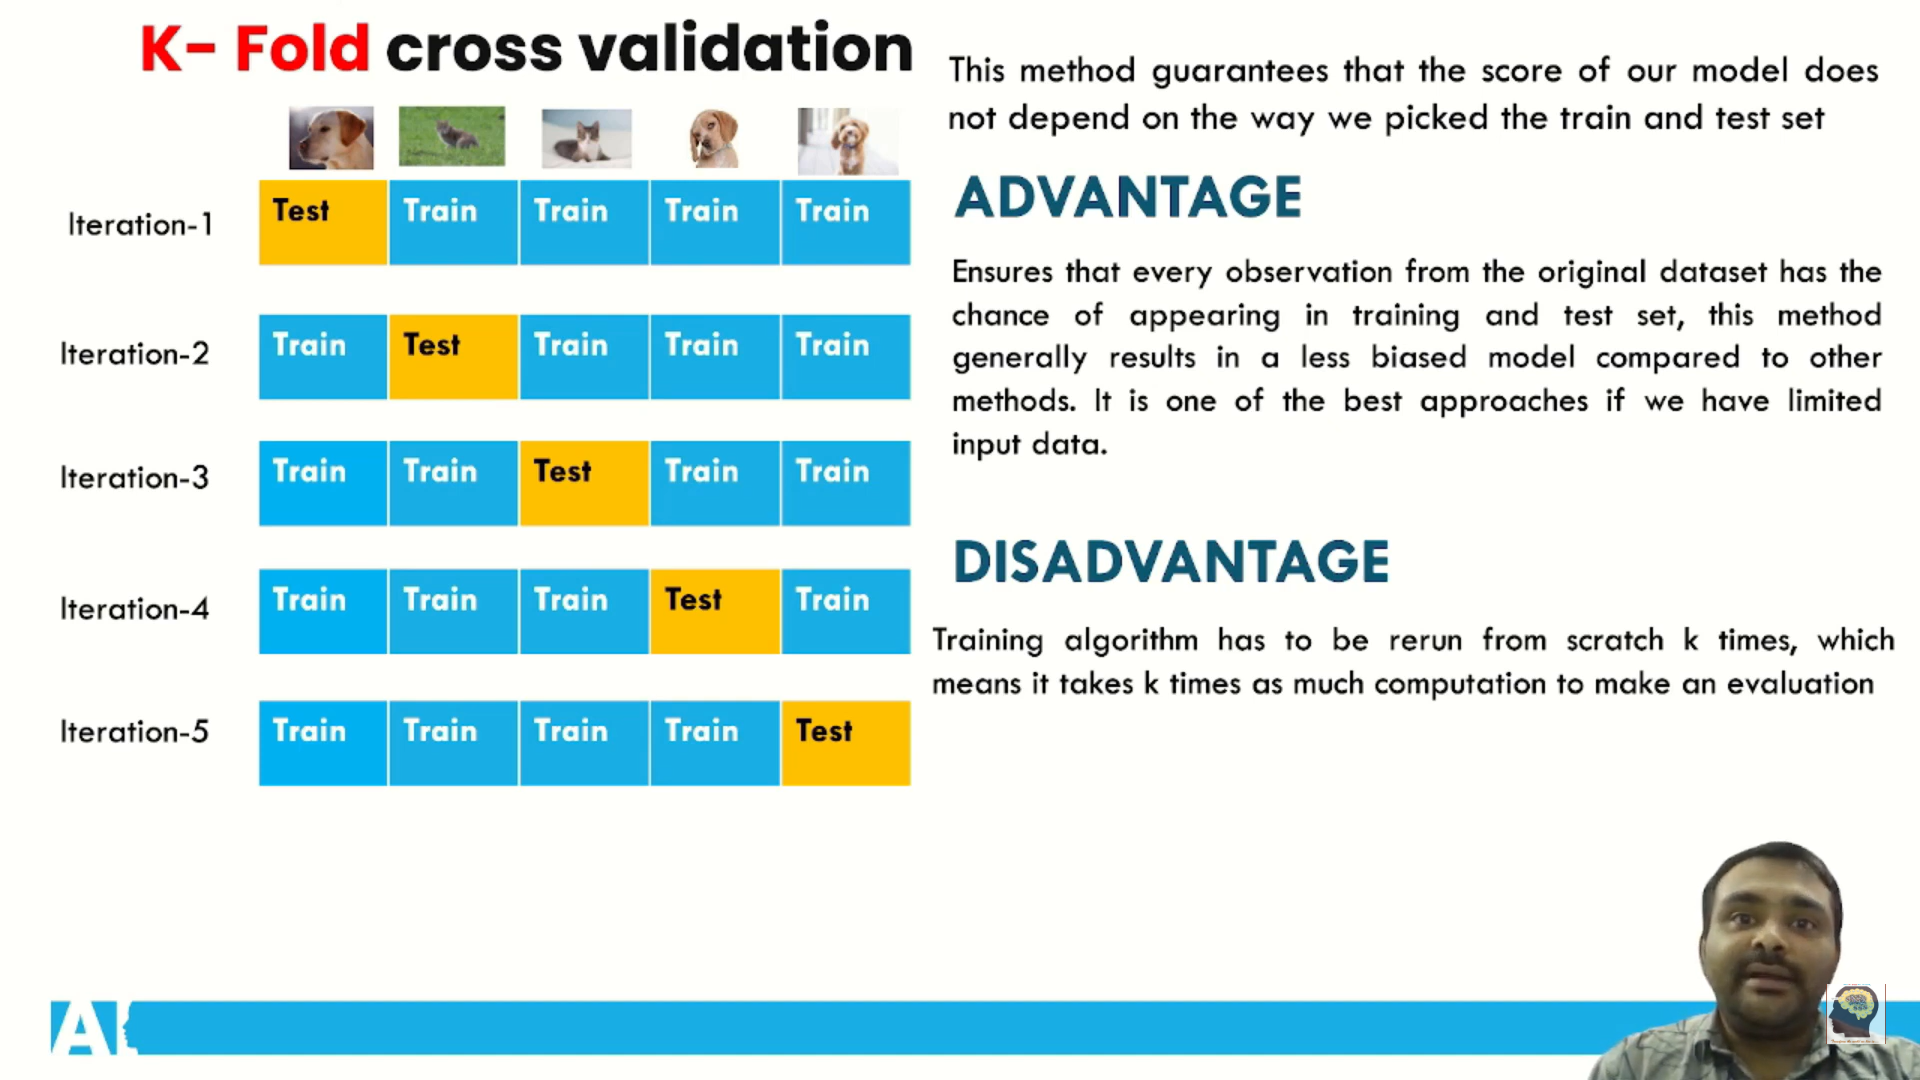 K- Fold cross validation
This method guarantees that the score of our model does
not depend on the way we picked the train and test set
Iteration-1
Test Train Train Train Train
Iteration-2
Train Test Train Train Train
Iteration-3
Train Train Test Train Train
Iteration-4
Train Train Train Test Train
Iteration-5
Train Train Train Train Test
ADVANTAGE
Ensures that every observation from the original dataset has the
chance of appearing in training and test set, this method
generally results in a less biased model compared to other
methods. It is one of the best approaches if we have limited
input data.
DISADVANTAGE
Training algorithm has to be rerun from scratch k times, which
means it takes k times as much computation to make an evaluation
AI